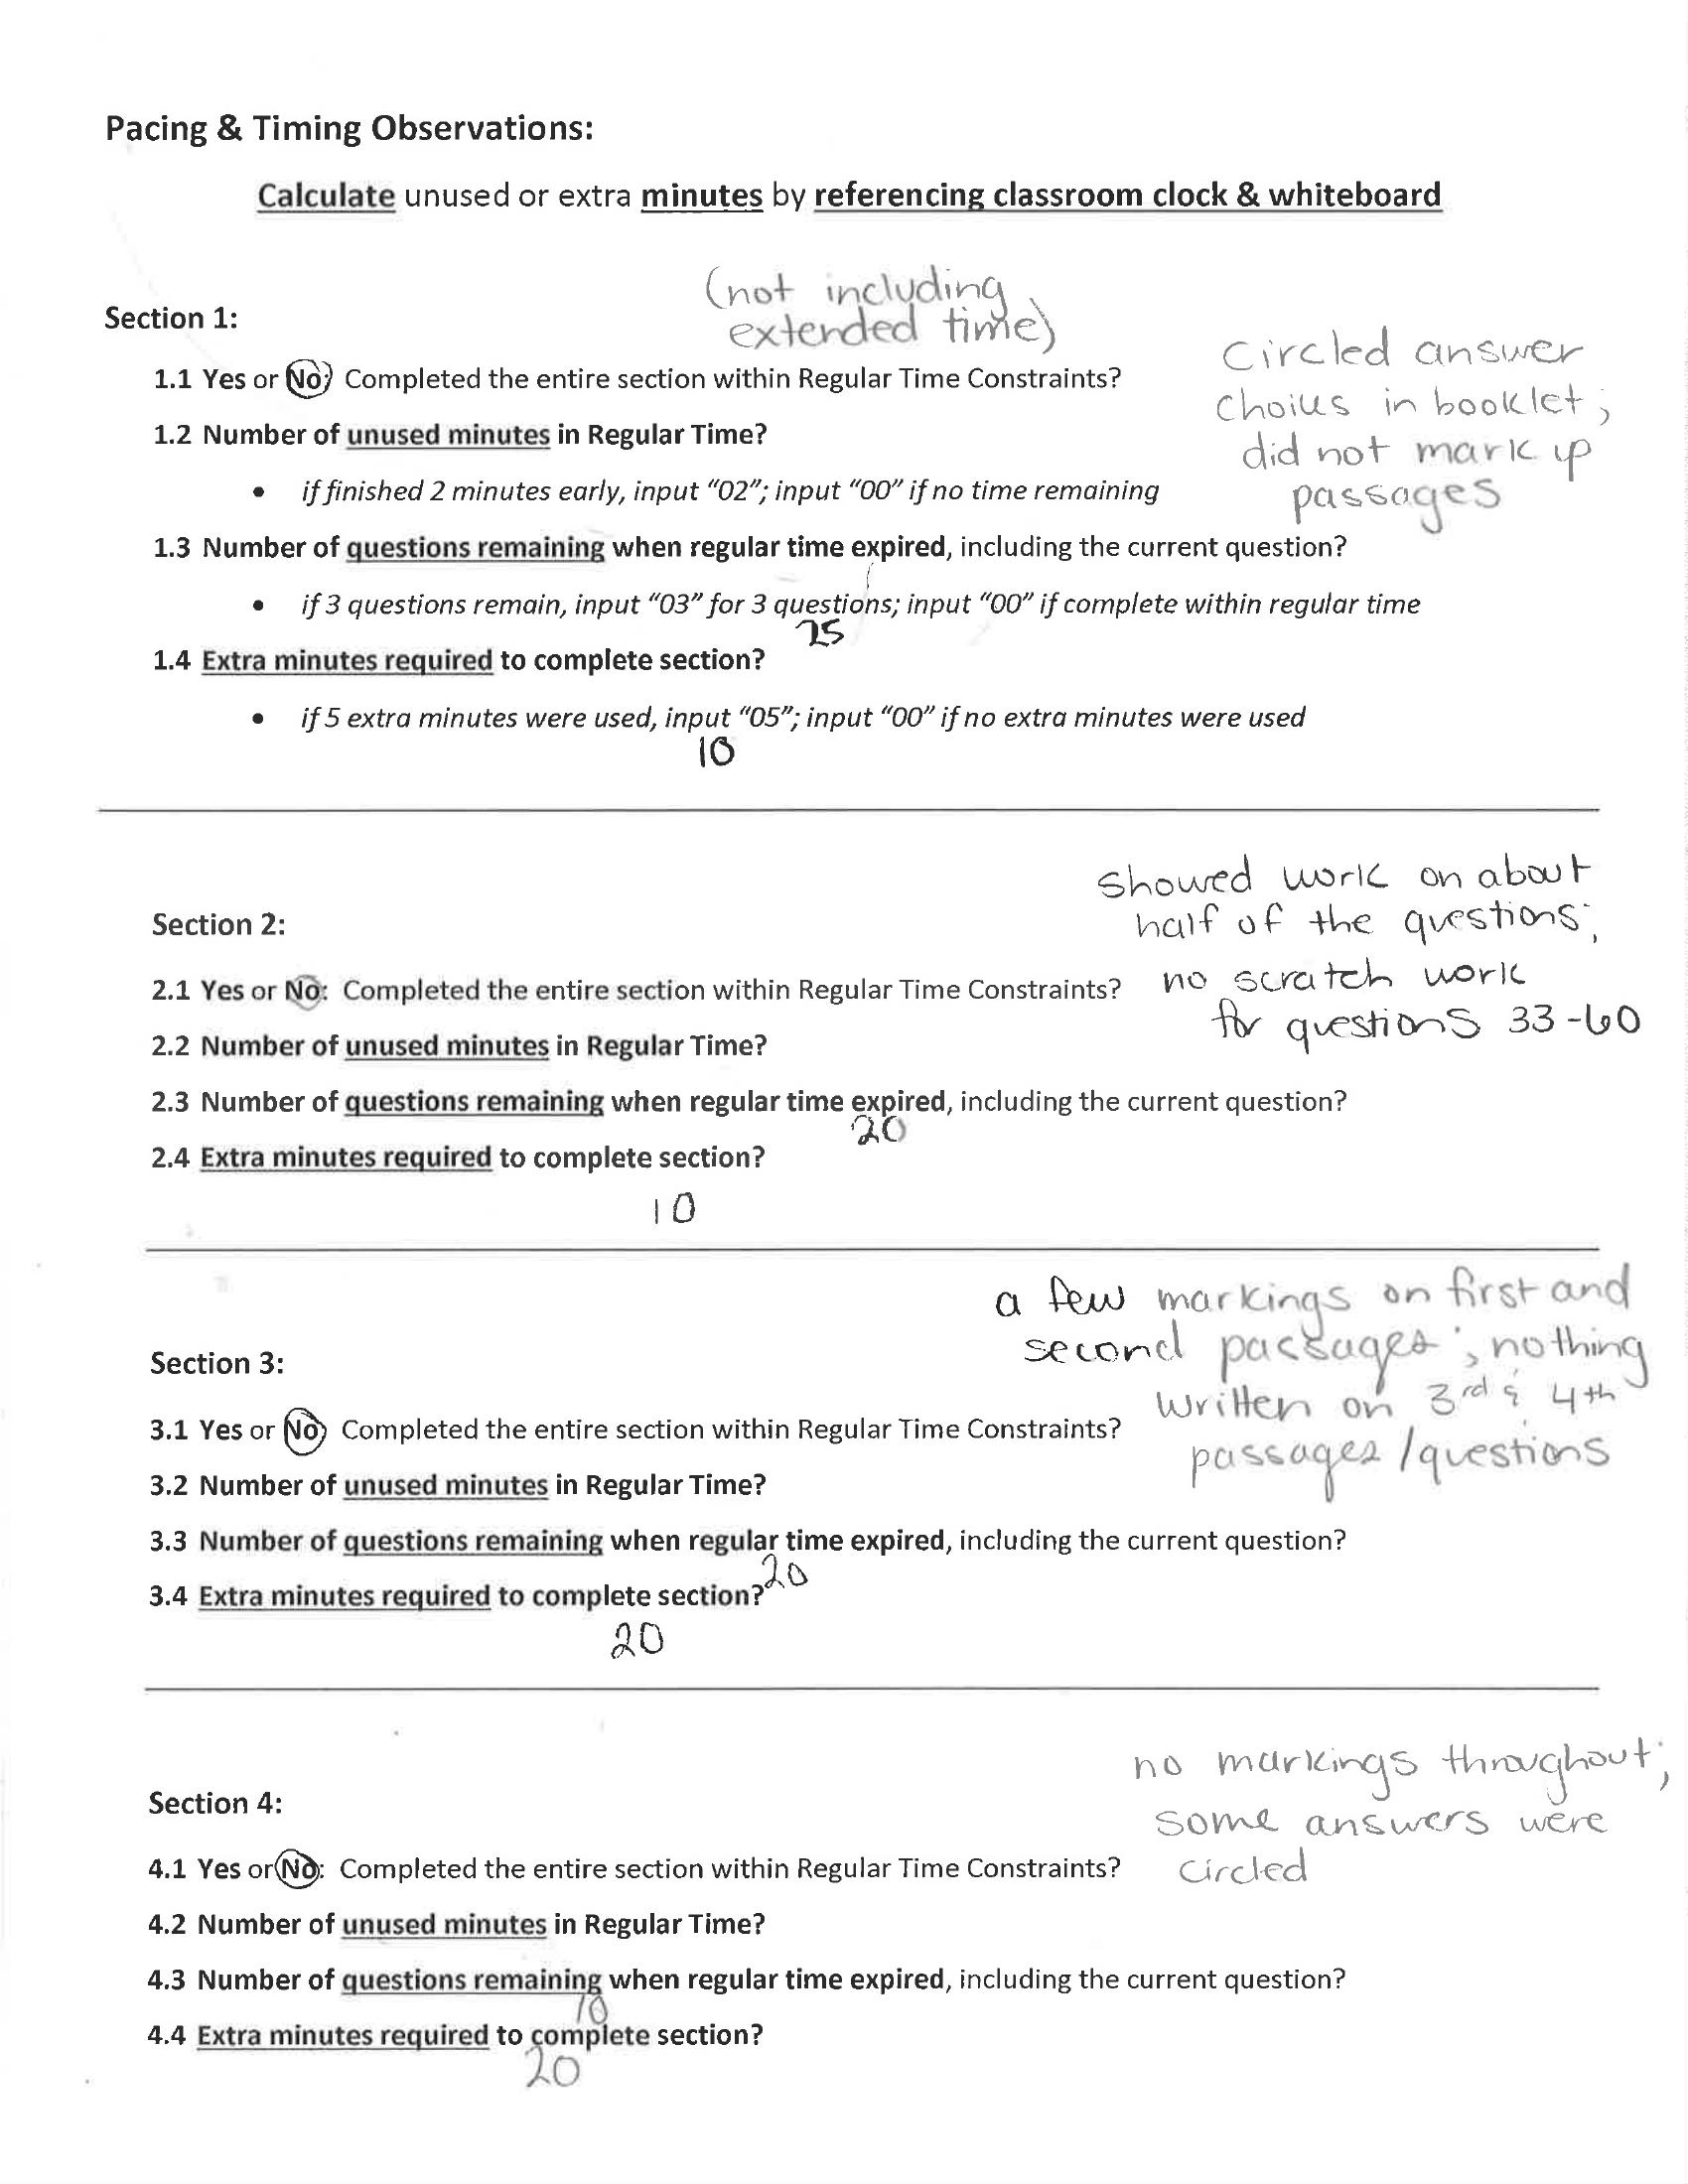 Pacing & Timing Observations:
Calculate unused or extra minutes by referencing classroom clock & whiteboard
(not including
extended time)
Section 1:
Circled answer
choices in booklet;
did not mark up
passages
1.1 Yes or No: Completed the entire section within Regular Time Constraints?
1.2 Number of unused minutes in Regular Time?
• if finished 2 minutes early, input “02”; input “00” if no time remaining
1.3 Number of questions remaining when regular time expired, including the current question?
• if 3 questions remain, input “03” for 3 questions; input “00” if complete within regular time
25
1.4 Extra minutes required to complete section?
• if 5 extra minutes were used, input “05”; input “00” if no extra minutes were used
10
showed work on about
half of the questions;
no scratch work
for questions 33-60
Section 2:
2.1 Yes or No: Completed the entire section within Regular Time Constraints?
2.2 Number of unused minutes in Regular Time?
2.3 Number of questions remaining when regular time expired, including the current question?
20
2.4 Extra minutes required to complete section?
10
a few markings on first and
second passages; nothing
written on 3rd & 4th
passages/questions
Section 3:
3.1 Yes or No Completed the entire section within Regular Time Constraints?
3.2 Number of unused minutes in Regular Time?
3.3 Number of questions remaining when regular time expired, including the current question?
20
3.4 Extra minutes required to complete section?
20
no markings throughout;
some answers were
circled
Section 4:
4.1 Yes or No: Completed the entire section within Regular Time Constraints?
4.2 Number of unused minutes in Regular Time?
4.3 Number of questions remaining when regular time expired, including the current question?
10
4.4 Extra minutes required to complete section?
20